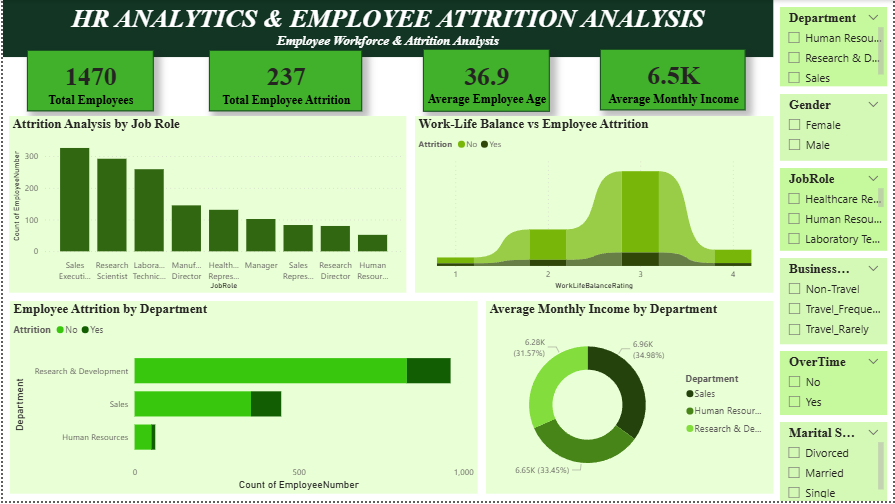 HR ANALYTICS & EMPLOYEE ATTRITION ANALYSIS
Employee Workforce & Attrition Analysis
1470
Total Employees
237
Total Employee Attrition
36.9
Average Employee Age
6.5K
Average Monthly Income
Attrition Analysis by Job Role
Count of EmployeeNumber
300
200
100
0
Sales Executi...
Research Scientist
Labora... Technic...
Manuf... Director
Health... Repres...
Manager
Sales Repres...
Research Director
Human Resour...
JobRole
Work-Life Balance vs Employee Attrition
Attrition No Yes
1 2 3 4
WorkLifeBalanceRating
Employee Attrition by Department
Attrition No Yes
Department
Research & Development
Sales
Human Resources
0 500 1,000
Count of EmployeeNumber
Average Monthly Income by Department
6.28K
(31.57%)
6.96K
(34.98%)
6.65K (33.45%)
Department
Sales
Human Resour...
Research & De...
Department
Human Resou...
Research & D...
Sales
Gender
Female
Male
JobRole
Healthcare Re...
Human Resou...
Laboratory Te...
Business...
Non-Travel
Travel_Freque...
Travel_Rarely
OverTime
No
Yes
Marital S...
Divorced
Married
Single